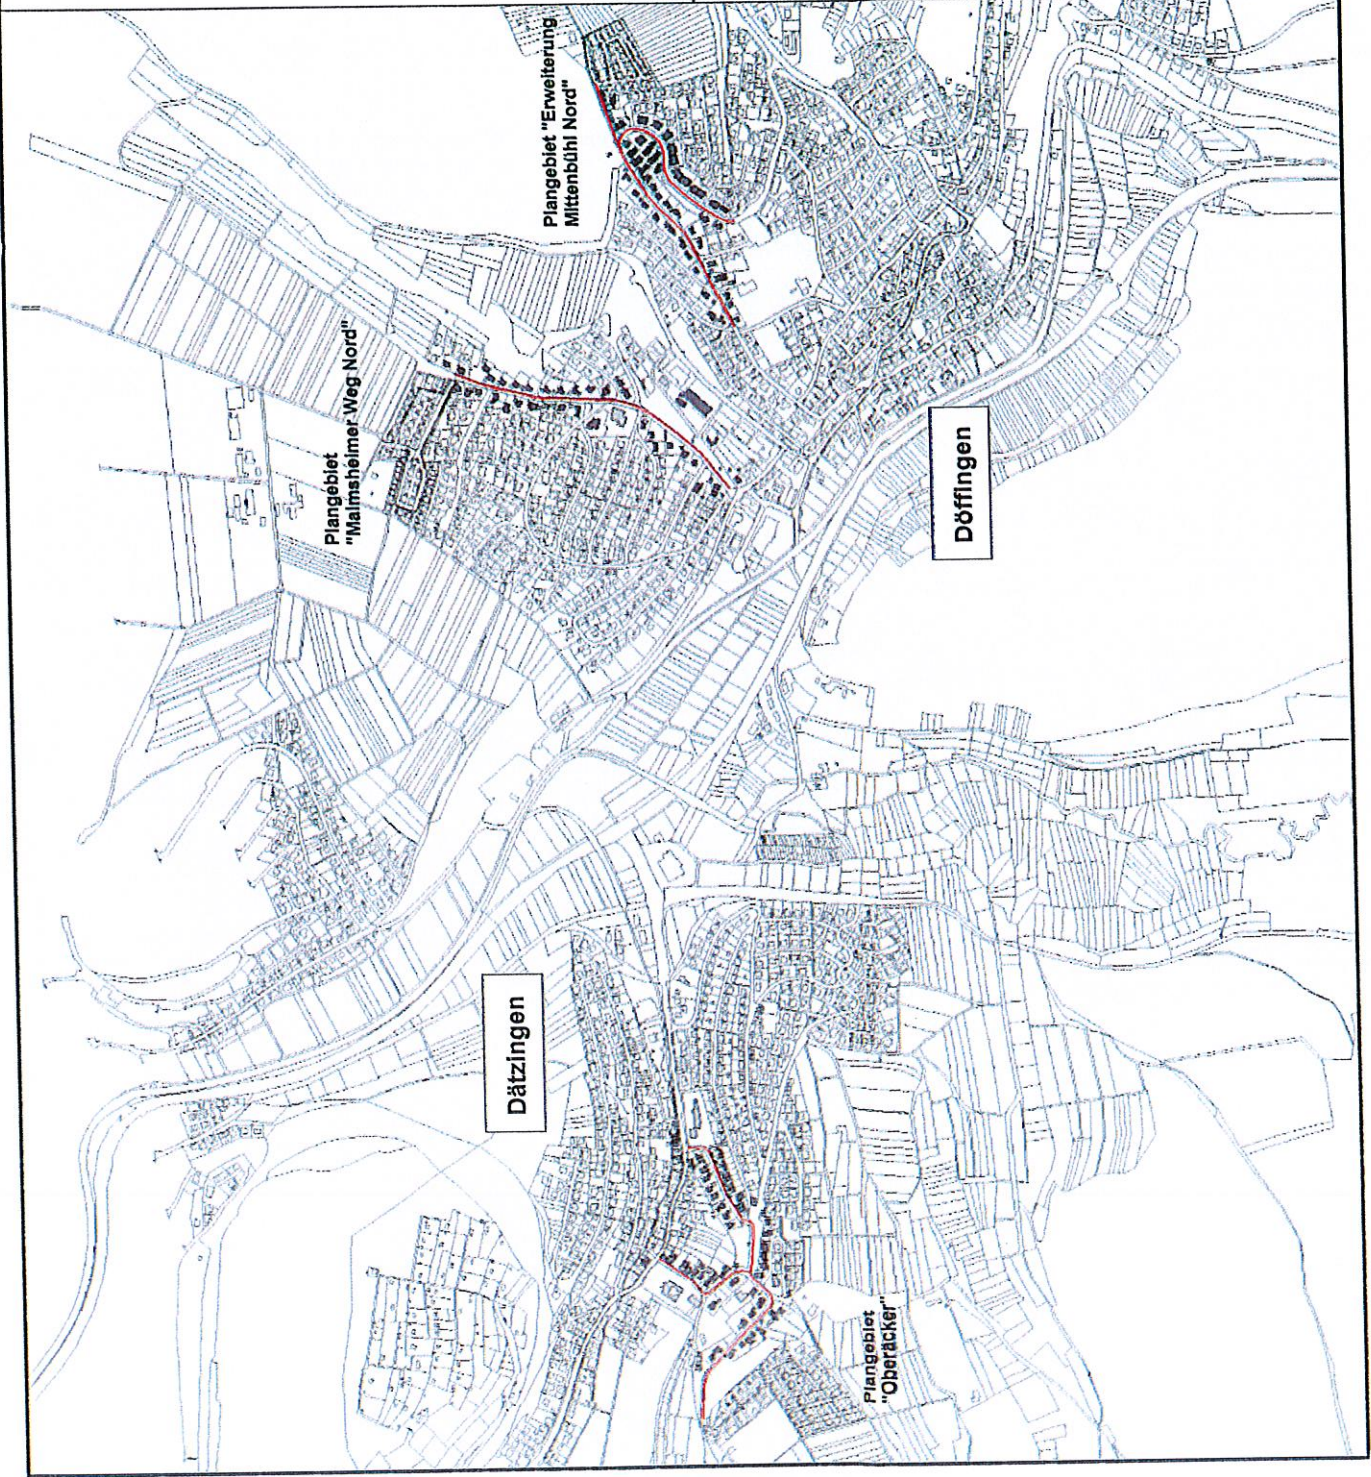 Plangebiet "Erweiterung
Mittenbühl Nord"
Plangebiet
"Malmsheimer Weg Nord"
Döffingen
Dätzingen
Plangebiet
"Oberäcker"